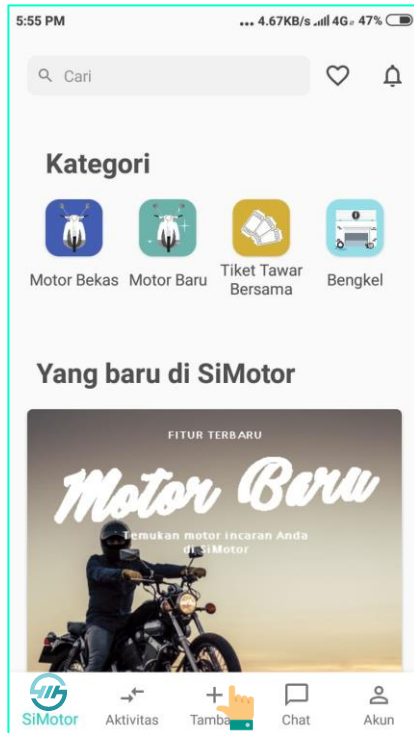 5:55 PM ... 4.67KB/s 4G 47%
Cari
Kategori
Motor Bekas Motor Baru Tiket Tawar Bersama Bengkel
Yang baru di SiMotor
FITUR TERBARU
Motor Baru
Temukan motor incaran Anda
di SiMotor
SiMotor Aktivitas Tamba Chat Akun